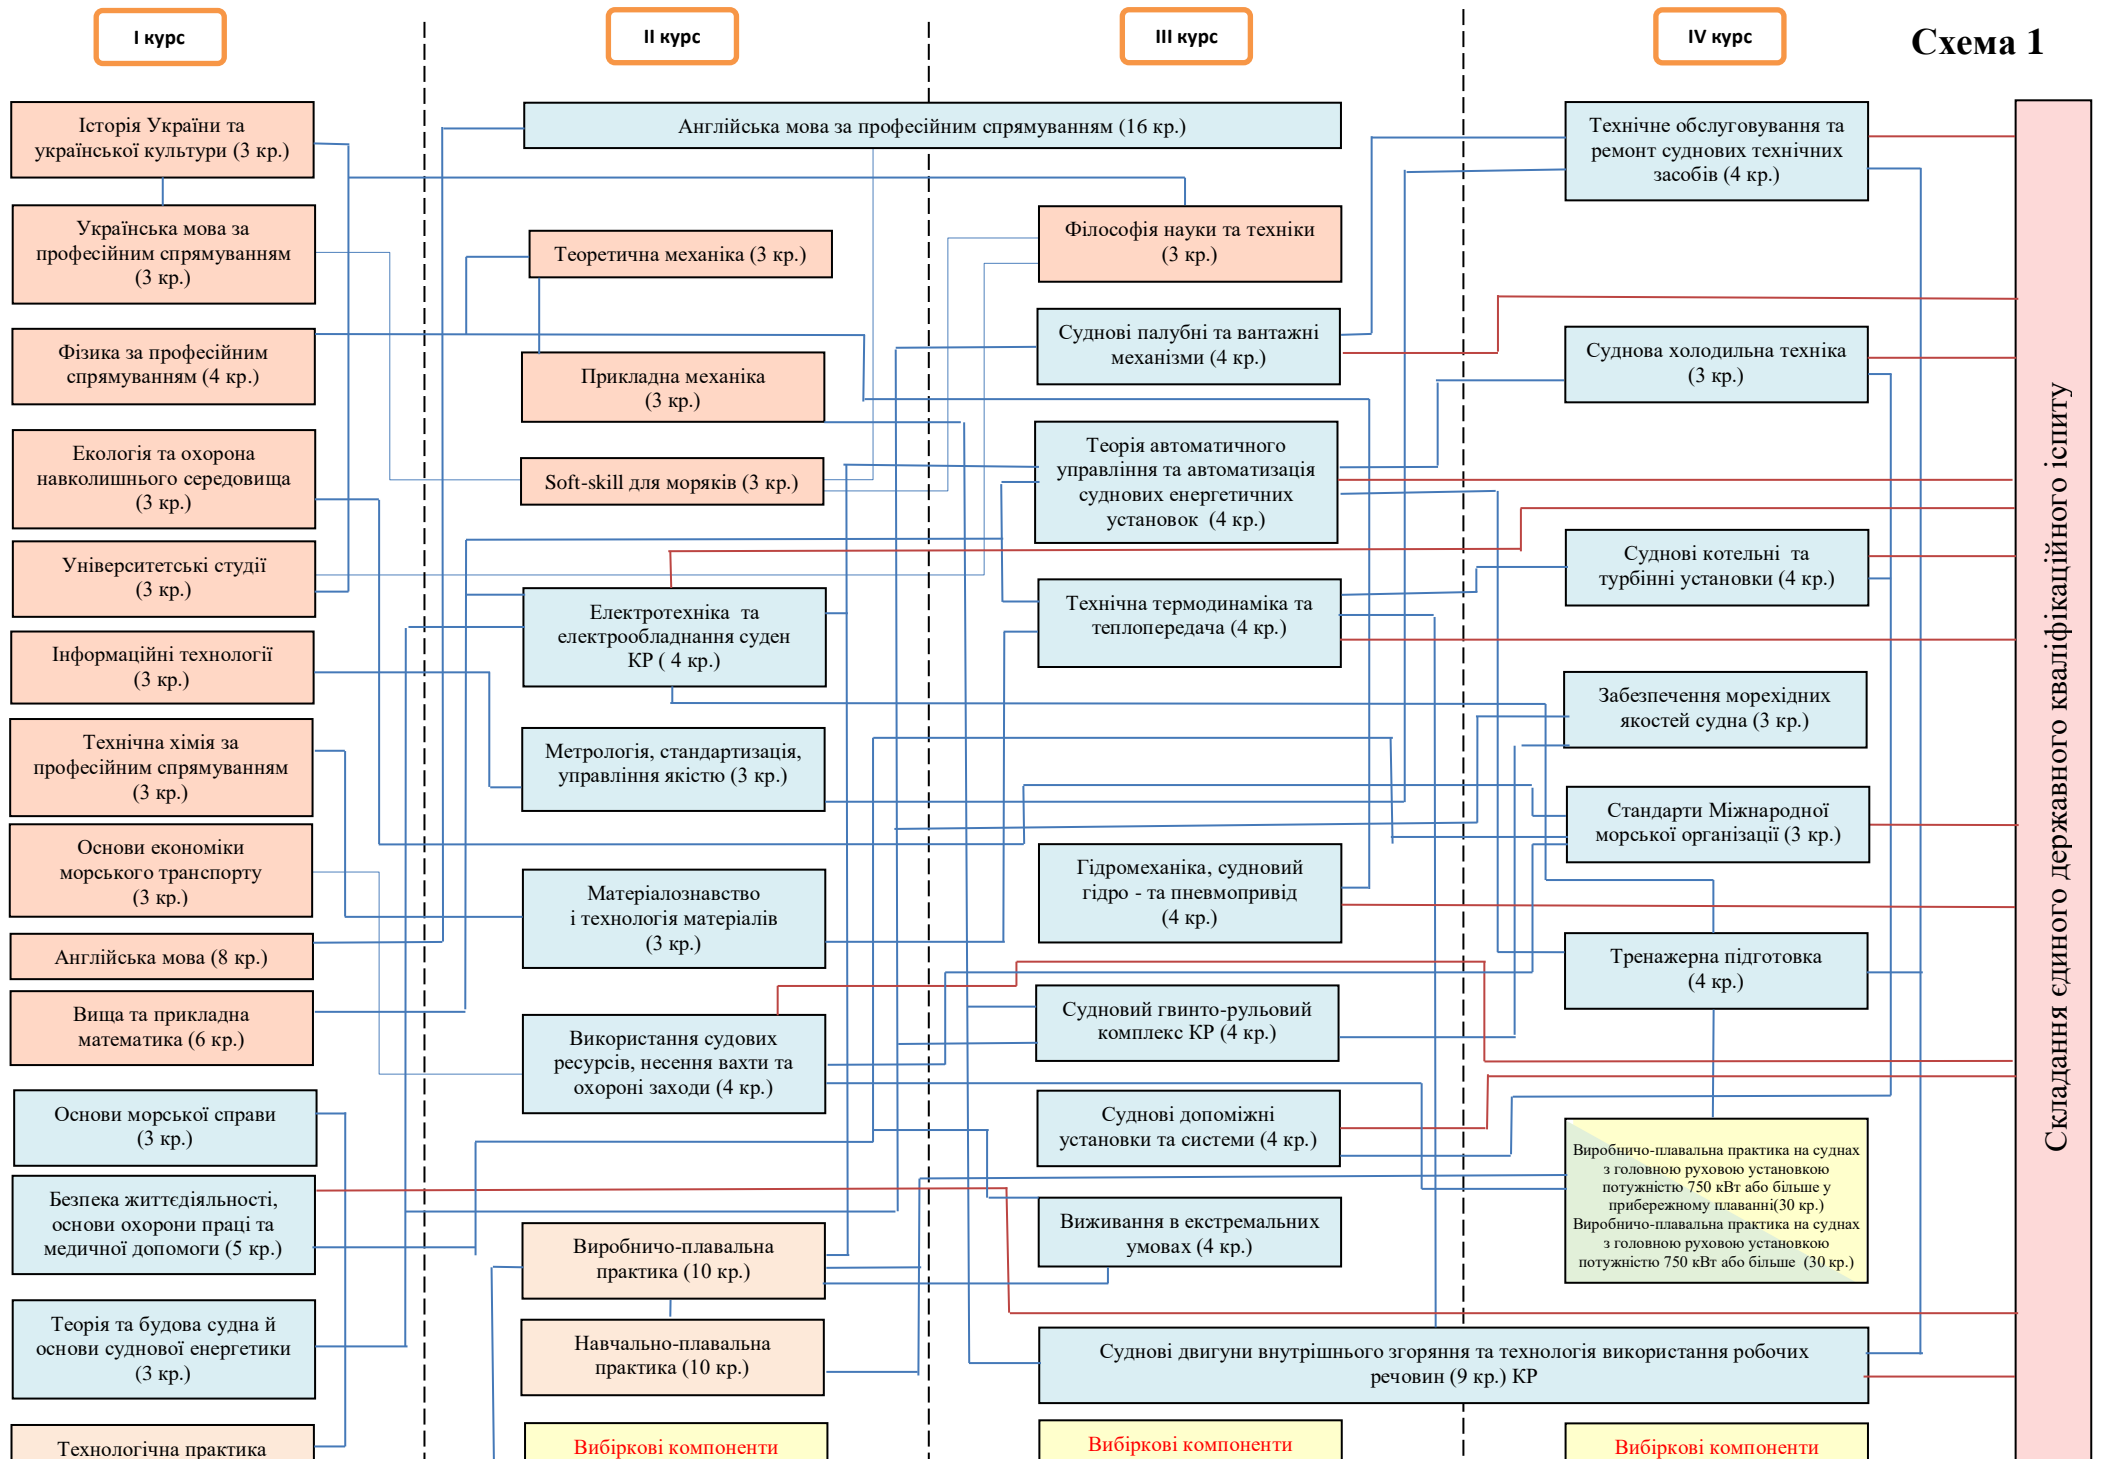 І курс
ІІ курс
ІІІ курс
IV курс
Схема 1
Історія України та
української культури (3 кр.)
Українська мова за
професійним спрямуванням
(3 кр.)
Фізика за професійним
спрямуванням (4 кр.)
Екологія та охорона
навколишнього середовища
(3 кр.)
Університетські студії
(3 кр.)
Інформаційні технології
(3 кр.)
Технічна хімія за
професійним спрямуванням
(3 кр.)
Основи економіки
морського транспорту
(3 кр.)
Англійська мова (8 кр.)
Вища та прикладна
математика (6 кр.)
Основи морської справи
(3 кр.)
Безпека життєдіяльності,
основи охорони праці та
медичної допомоги (5 кр.)
Теорія та будова судна й
основи суднової енергетики
(3 кр.)
Технологічна практика
Англійська мова за професійним спрямуванням (16 кр.)
Теоретична механіка (3 кр.)
Прикладна механіка
(3 кр.)
Soft-skill для моряків (3 кр.)
Електротехніка та
електрообладнання суден
КР ( 4 кр.)
Метрологія, стандартизація,
управління якістю (3 кр.)
Матеріалознавство
і технологія матеріалів
(3 кр.)
Використання судових
ресурсів, несення вахти та
охороні заходи (4 кр.)
Виробничо-плавальна
практика (10 кр.)
Навчально-плавальна
практика (10 кр.)
Вибіркові компоненти
Філософія науки та техніки
(3 кр.)
Суднові палубні та вантажні
механізми (4 кр.)
Теорія автоматичного
управління та автоматизація
суднових енергетичних
установок (4 кр.)
Технічна термодинаміка та
теплопередача (4 кр.)
Гідромеханіка, судновий
гідро - та пневмопривід
(4 кр.)
Судновий гвинто-рульовий
комплекс КР (4 кр.)
Суднові допоміжні
установки та системи (4 кр.)
Виживання в екстремальних
умовах (4 кр.)
Суднові двигуни внутрішнього згоряння та технологія використання робочих
речовин (9 кр.) КР
Вибіркові компоненти
Технічне обслуговування та
ремонт суднових технічних
засобів (4 кр.)
Суднова холодильна техніка
(3 кр.)
Суднові котельні та
турбінні установки (4 кр.)
Забезпечення морехідних
якостей судна (3 кр.)
Стандарти Міжнародної
морської організації (3 кр.)
Тренажерна підготовка
(4 кр.)
Виробничо-плавальна практика на суднах
з головною руховою установкою
потужністю 750 кВт або більше у
прибережному плаванні(30 кр.)
Виробничо-плавальна практика на суднах
з головною руховою установкою
потужністю 750 кВт або більше (30 кр.)
Вибіркові компоненти
Складання єдиного державного кваліфікаційного іспиту